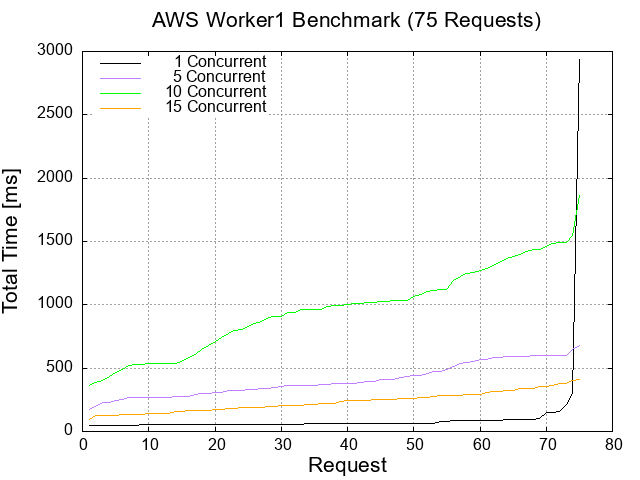 AWS Worker1 Benchmark (75 Requests)
3000
2500
2000
1500
1000
500
0
Total Time [ms]
1 Concurrent
5 Concurrent
10 Concurrent
15 Concurrent
0 10 20 30 40 50 60 70 80
Request